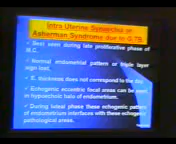 Intra Uterine Synaechia or
Asherman Syndrome due to G.TB.
Best seen during late proliferative phase of
M.C.
Normal endometrial pattern or triple layer
sign lost.
E. thickness does not correspond to the day
Echogenic eccentric focal areas can be seen
in hypoechoic halo of endometrium.
During luteal phase these echogenic pattern
of endometrium interfaces with these echogenic
pathological areas.